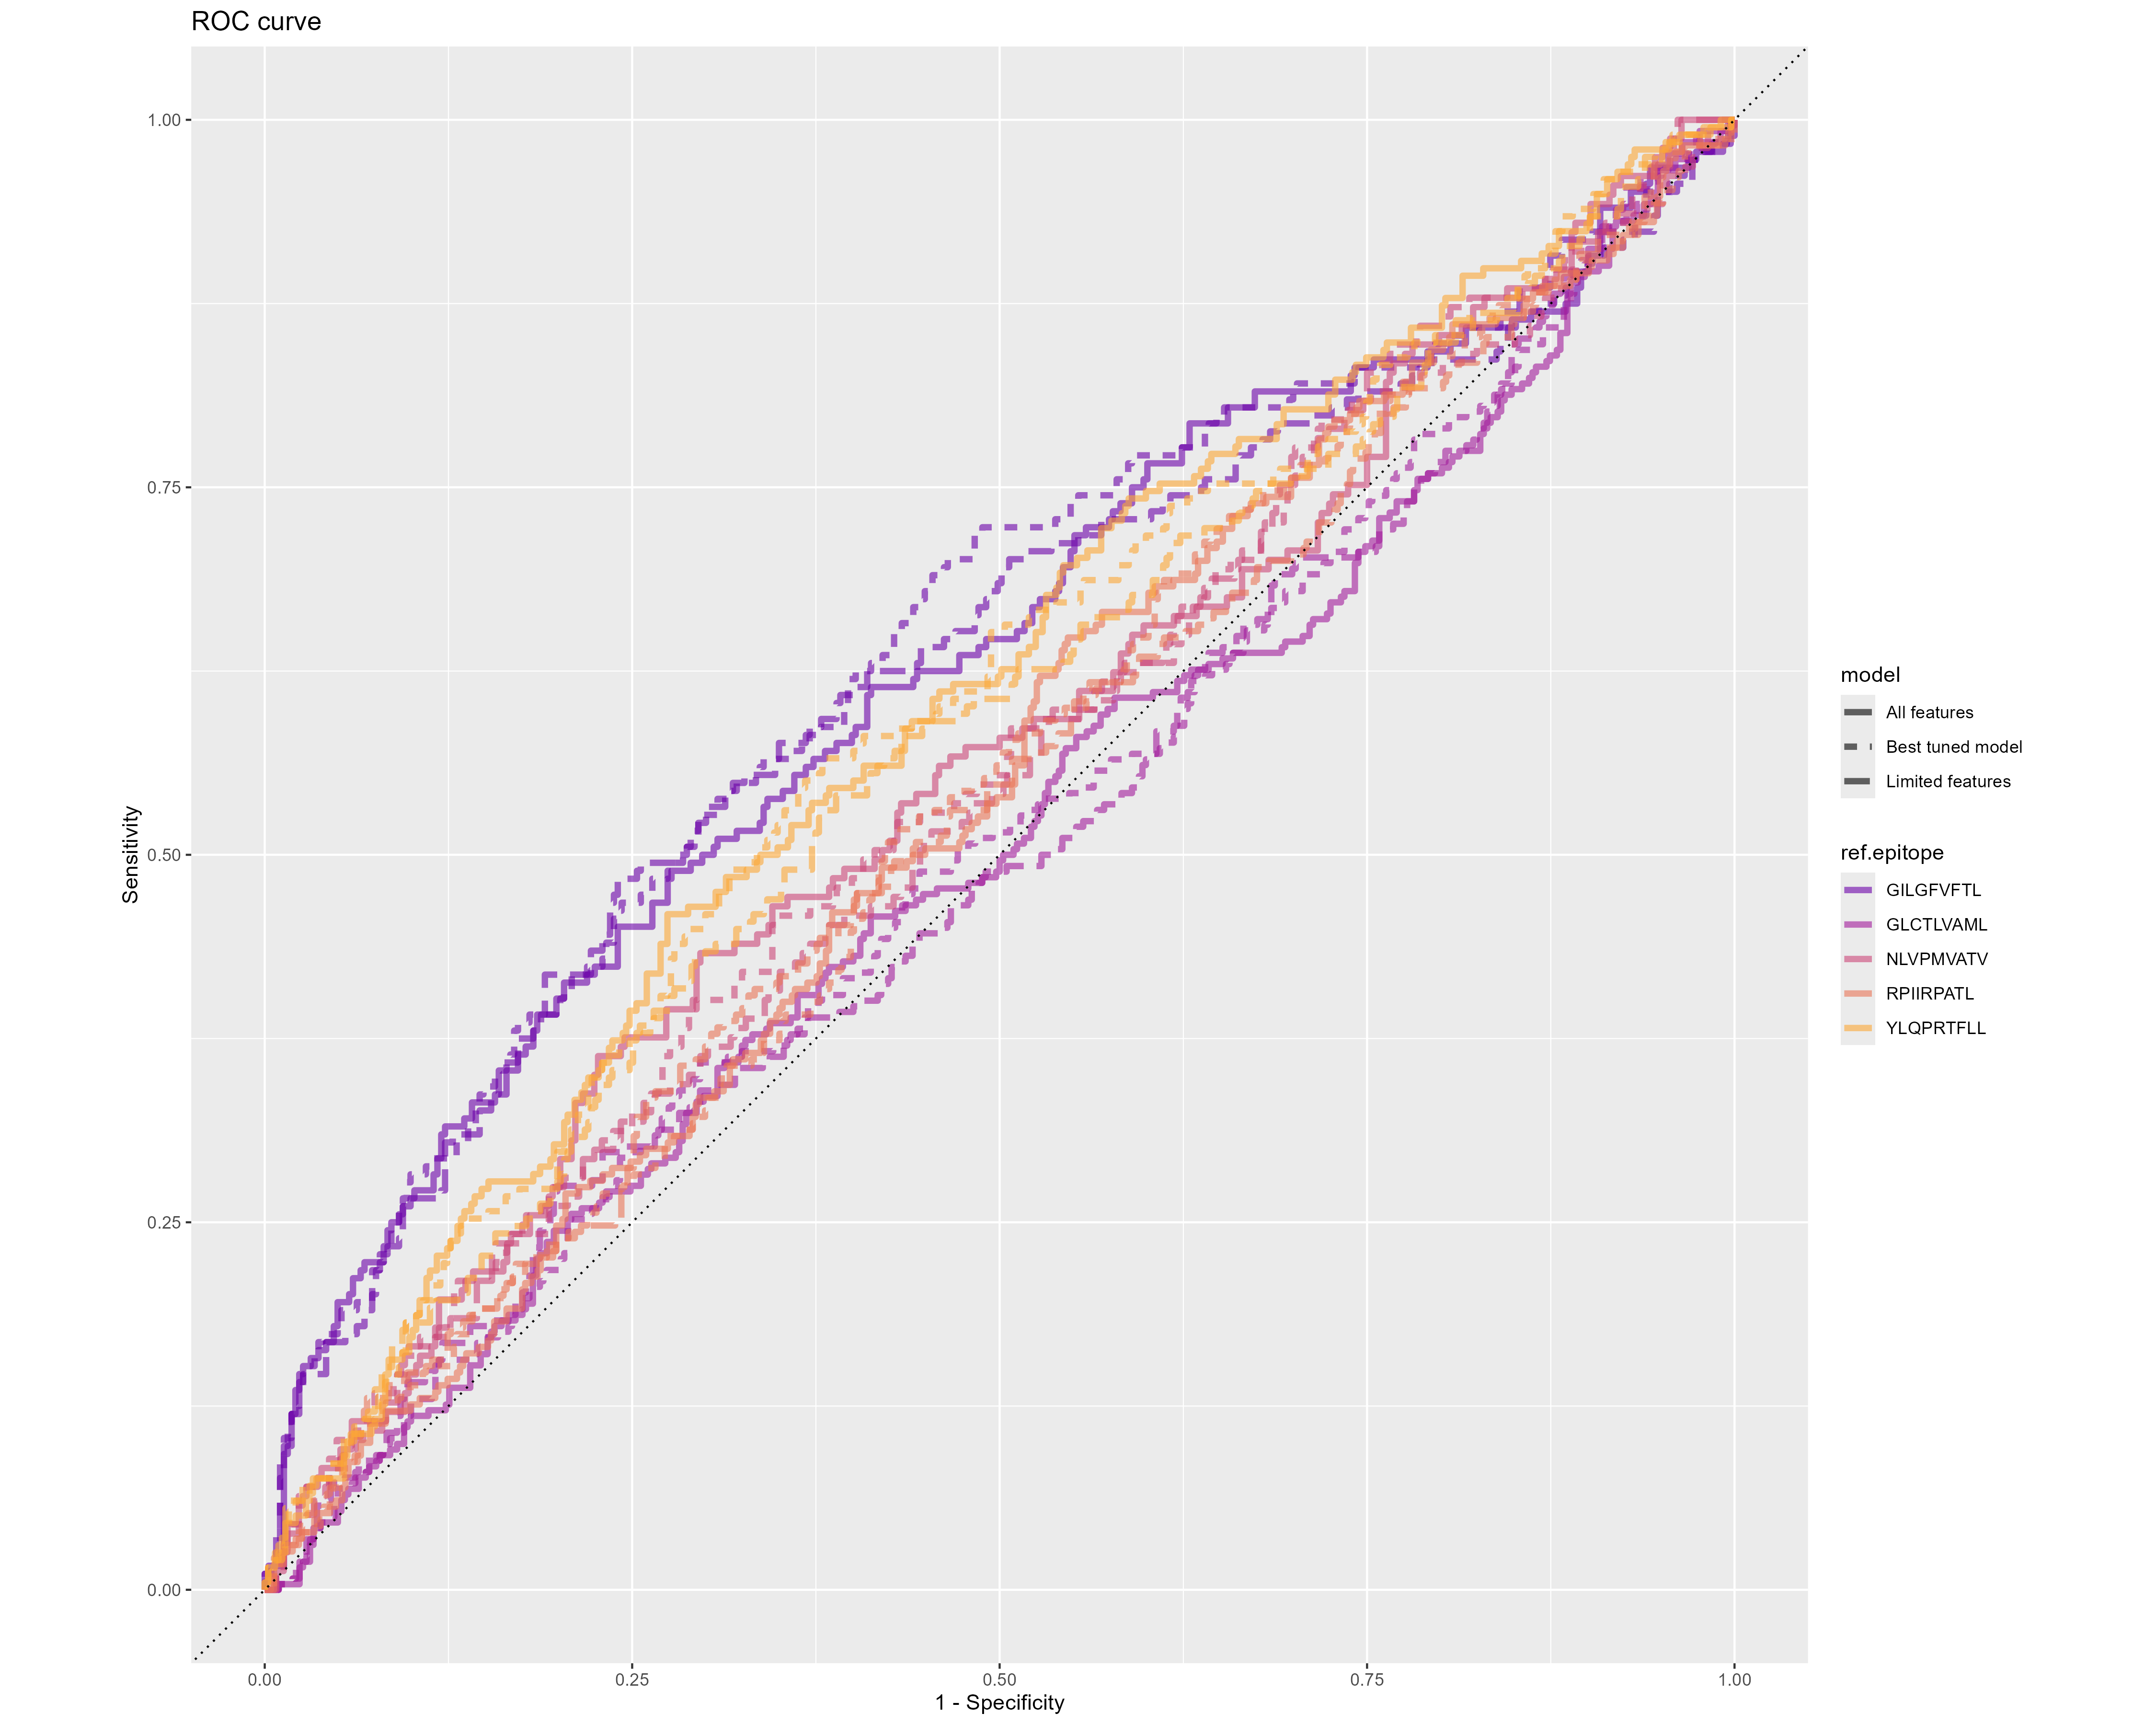 ROC curve
1.00
0.75
0.50
0.25
0.00
Sensitivity
0.00 0.25 0.50 0.75 1.00
1 - Specificity
model
All features
Best tuned model
Limited features
ref.epitope
GILGFVFTL
GLCTLVAML
NLVPMVATV
RPIIRPATL
YLQPRTFLL